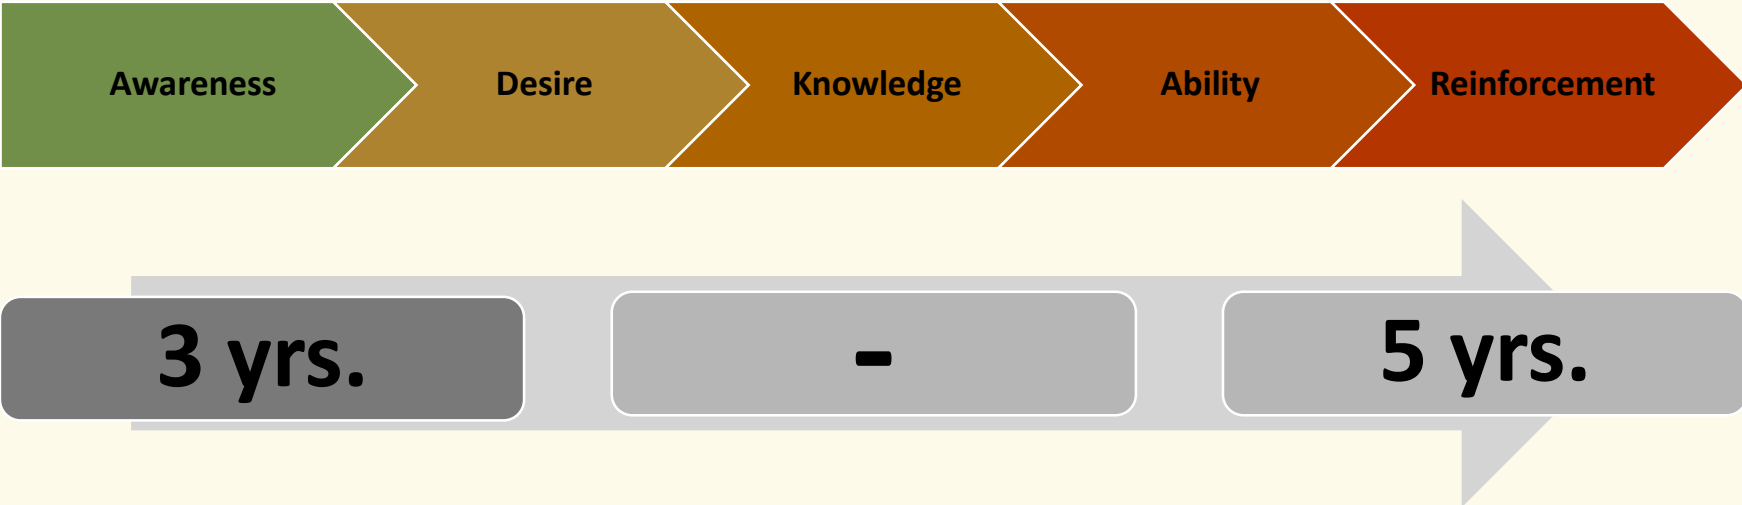 Awareness Desire Knowledge Ability Reinforcement
3 yrs. - 5 yrs.